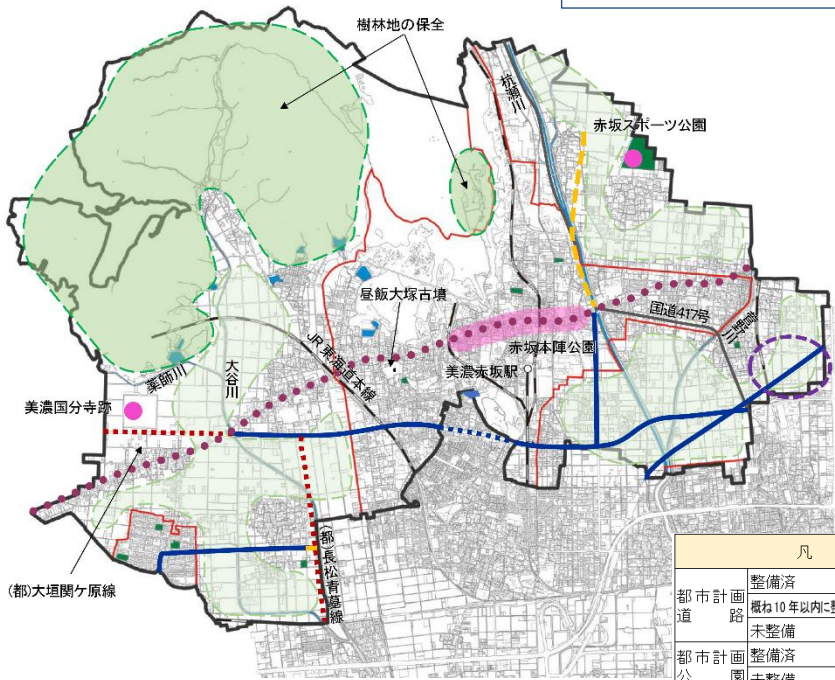 樹林地の保全
杭瀬川
赤坂スポーツ公園
昼飯大塚古墳
国道417号
JR東海道本線
赤坂本陣公園
大谷川
美濃赤坂駅
薬師川
美濃国分寺跡
(都)大垣関ケ原線
(都)長松青墓線
凡
都市計画道路
整備済
概ね10年以内に整
未整備
都市計画公園
整備済
未整備